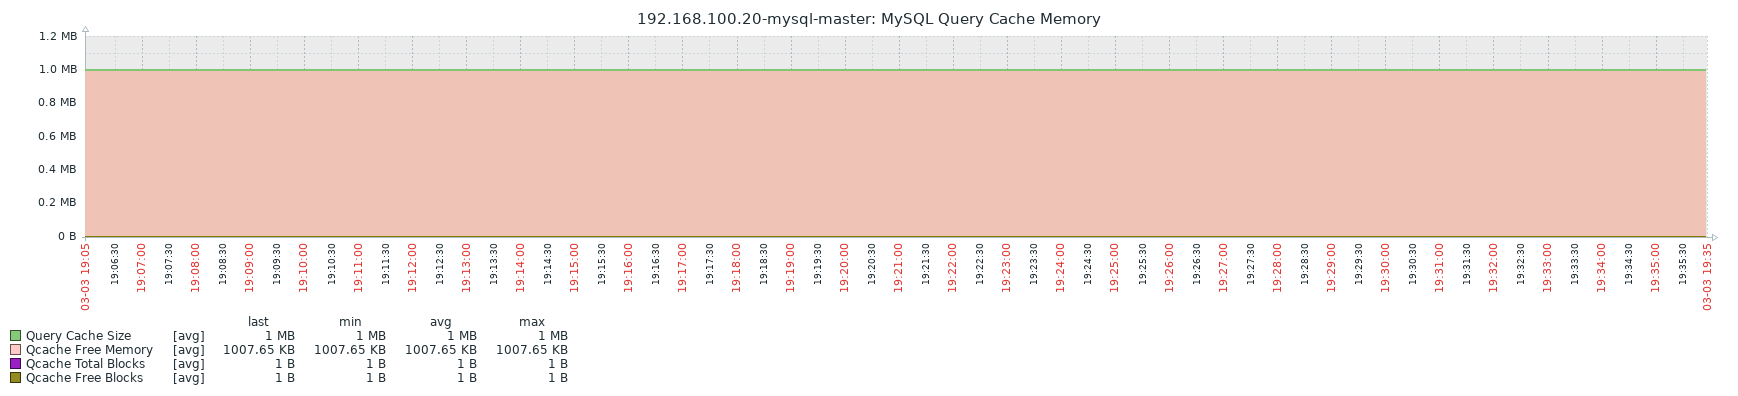 192.168.100.20-mysql-master: MySQL Query Cache Memory
1.2 MB
1.0 MB
0.8 MB
0.6 MB
0.4 MB
0.2 MB
0 B
03-03 19:05 19:06:30 19:07:00 19:07:30 19:08:00 19:08:30 19:09:00 19:09:30 19:10:00 19:10:30 19:11:00 19:11:30 19:12:00 19:12:30 19:13:00 19:13:30 19:14:00 19:14:30 19:15:00 19:15:30 19:16:00 19:16:30 19:17:00 19:17:30 19:18:00 19:18:30 19:19:00 19:19:30 19:20:00 19:20:30 19:21:00 19:21:30 19:22:00 19:22:30 19:23:00 19:23:30 19:24:00 19:24:30 19:25:00 19:25:30 19:26:00 19:26:30 19:27:00 19:27:30 19:28:00 19:28:30 19:29:00 19:29:30 19:30:00 19:30:30 19:31:00 19:31:30 19:32:00 19:32:30 19:33:00 19:33:30 19:34:00 19:34:30 19:35:00 19:35:30 03-03 19:35
last min avg max
Query Cache Size [avg] 1 MB 1 MB 1 MB 1 MB
Qcache Free Memory [avg] 1007.65 KB 1007.65 KB 1007.65 KB 1007.65 KB
Qcache Total Blocks [avg] 1 B 1 B 1 B 1 B
Qcache Free Blocks [avg] 1 B 1 B 1 B 1 B